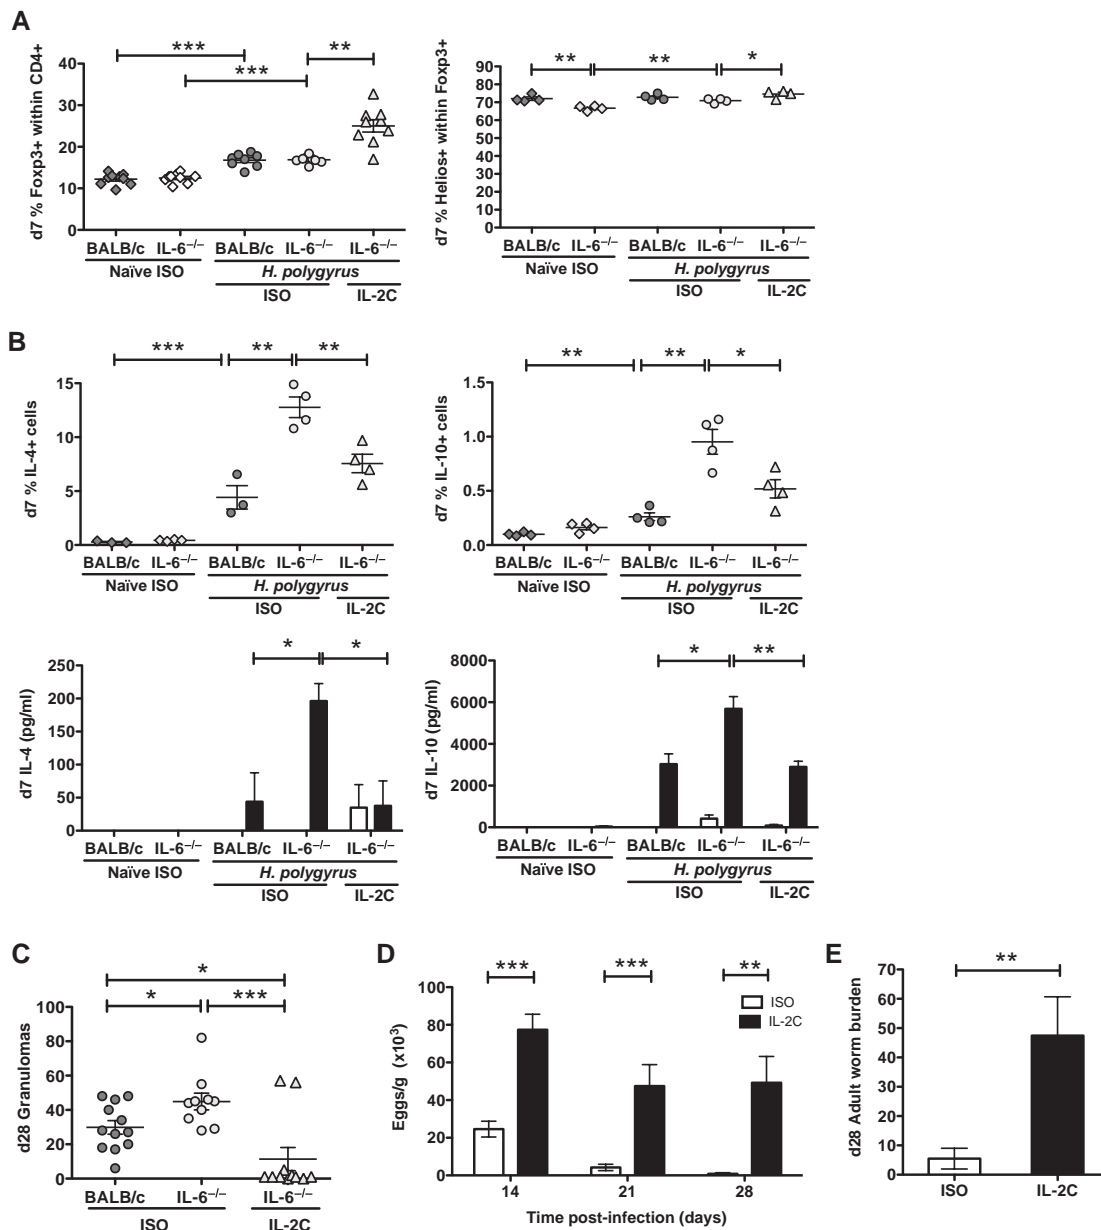 A
d7 % Foxp3+ within CD4+
40
30
20
10
0
***
***
**
BALB/c IL-6−/− BALB/c IL-6−/− IL-6−/−
Naïve ISO
H. polygyrus
ISO
IL-2C
d7 % Helios+ within Foxp3+
90
80
70
60
50
40
30
20
10
0
**
**
*
BALB/c IL-6−/− BALB/c IL-6−/− IL-6−/−
Naïve ISO
H. polygyrus
ISO
IL-2C
B
d7 % IL-4+ cells
15
10
5
0
***
**
**
BALB/c IL-6−/− BALB/c IL-6−/− IL-6−/−
Naïve ISO
H. polygyrus
ISO
IL-2C
d7 % IL-10+ cells
1.5
1.0
0.5
0.0
**
**
*
BALB/c IL-6−/− BALB/c IL-6−/− IL-6−/−
Naïve ISO
H. polygyrus
ISO
IL-2C
d7 IL-4 (pg/ml)
250
200
150
100
50
0
*
*
BALB/c IL-6−/− BALB/c IL-6−/− IL-6−/−
Naïve ISO
H. polygyrus
ISO
IL-2C
d7 IL-10 (pg/ml)
8000
6000
4000
2000
0
*
**
BALB/c IL-6−/− BALB/c IL-6−/− IL-6−/−
Naïve ISO
H. polygyrus
ISO
IL-2C
C
d28 Granulomas
100
80
60
40
20
0
*
*
***
BALB/c IL-6−/− IL-6−/−
ISO
IL-2C
D
Eggs/g (x10³)
100
80
60
40
20
0
***
***
**
ISO
IL-2C
14 21 28
Time post-infection (days)
E
d28 Adult worm burden
70
60
50
40
30
20
10
0
**
ISO IL-2C